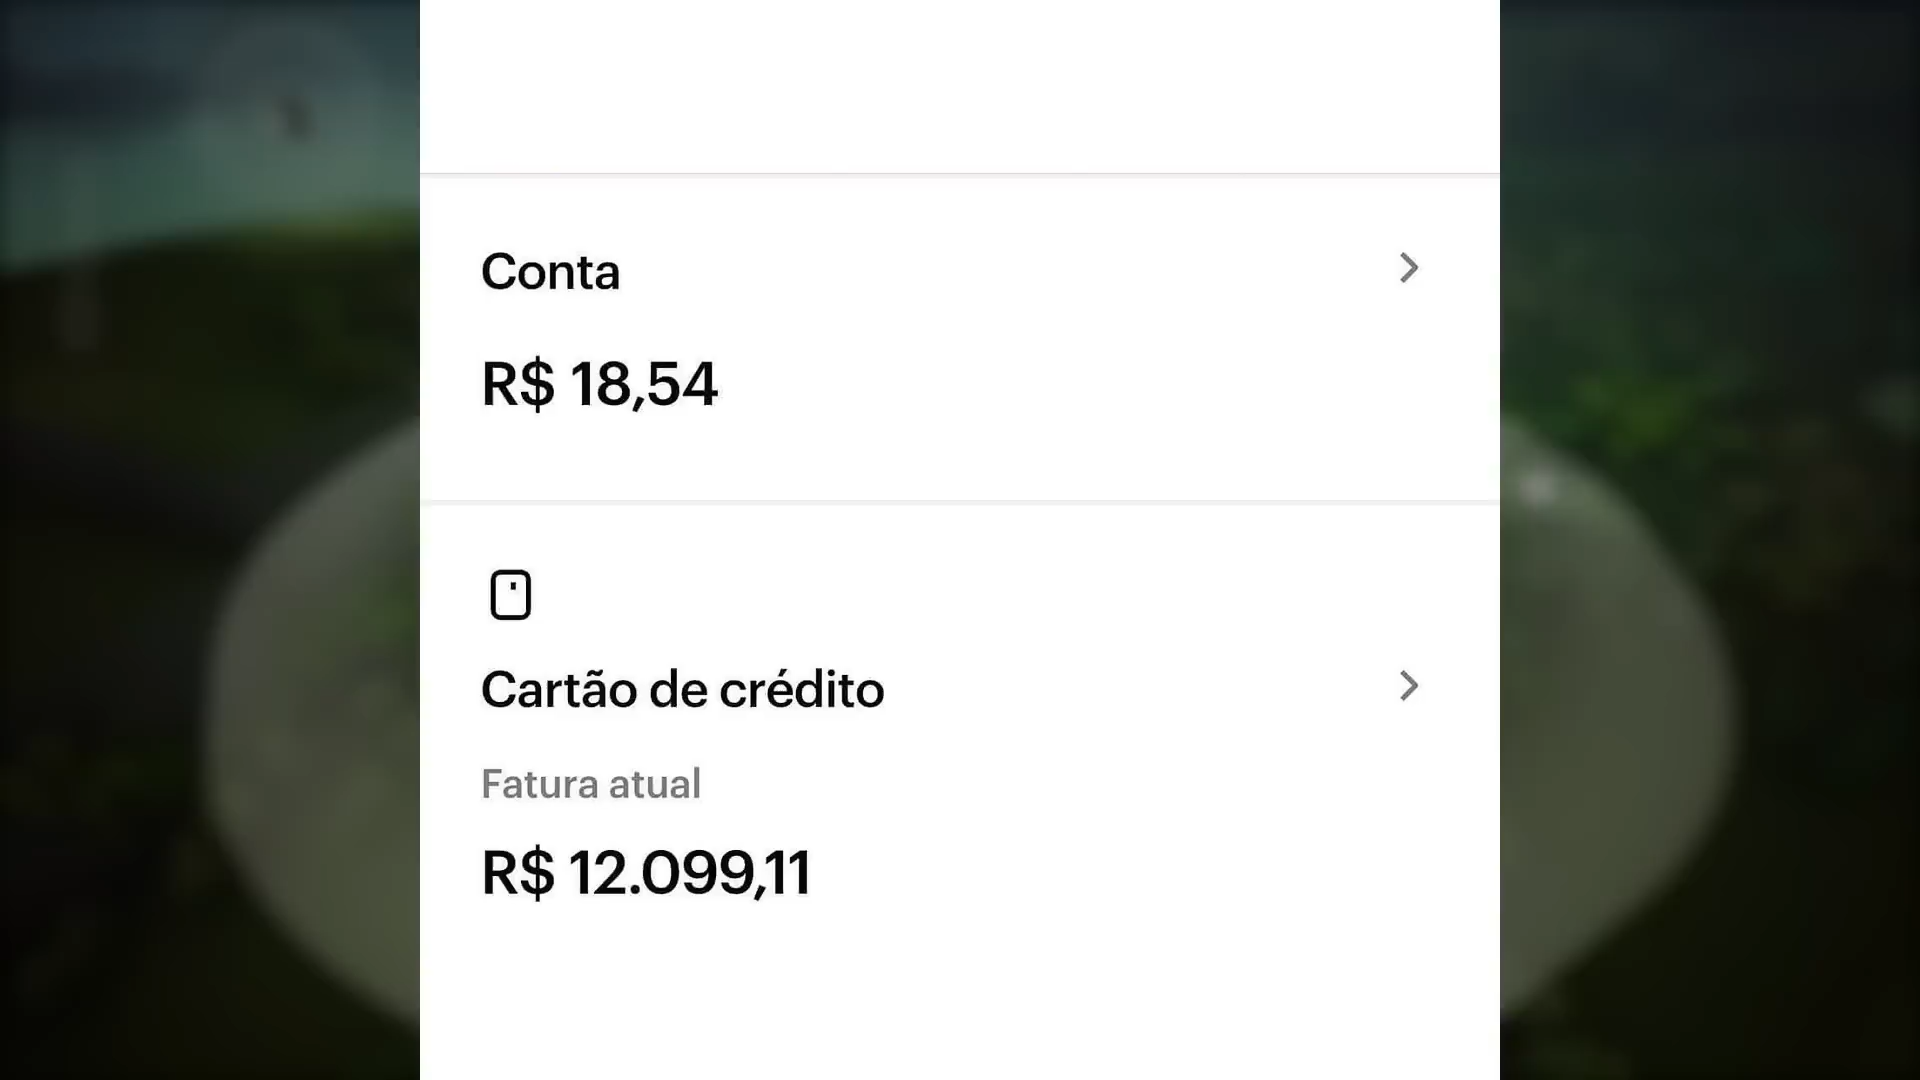 Conta
R$ 18,54
Cartão de crédito
Fatura atual
R$ 12.099,11